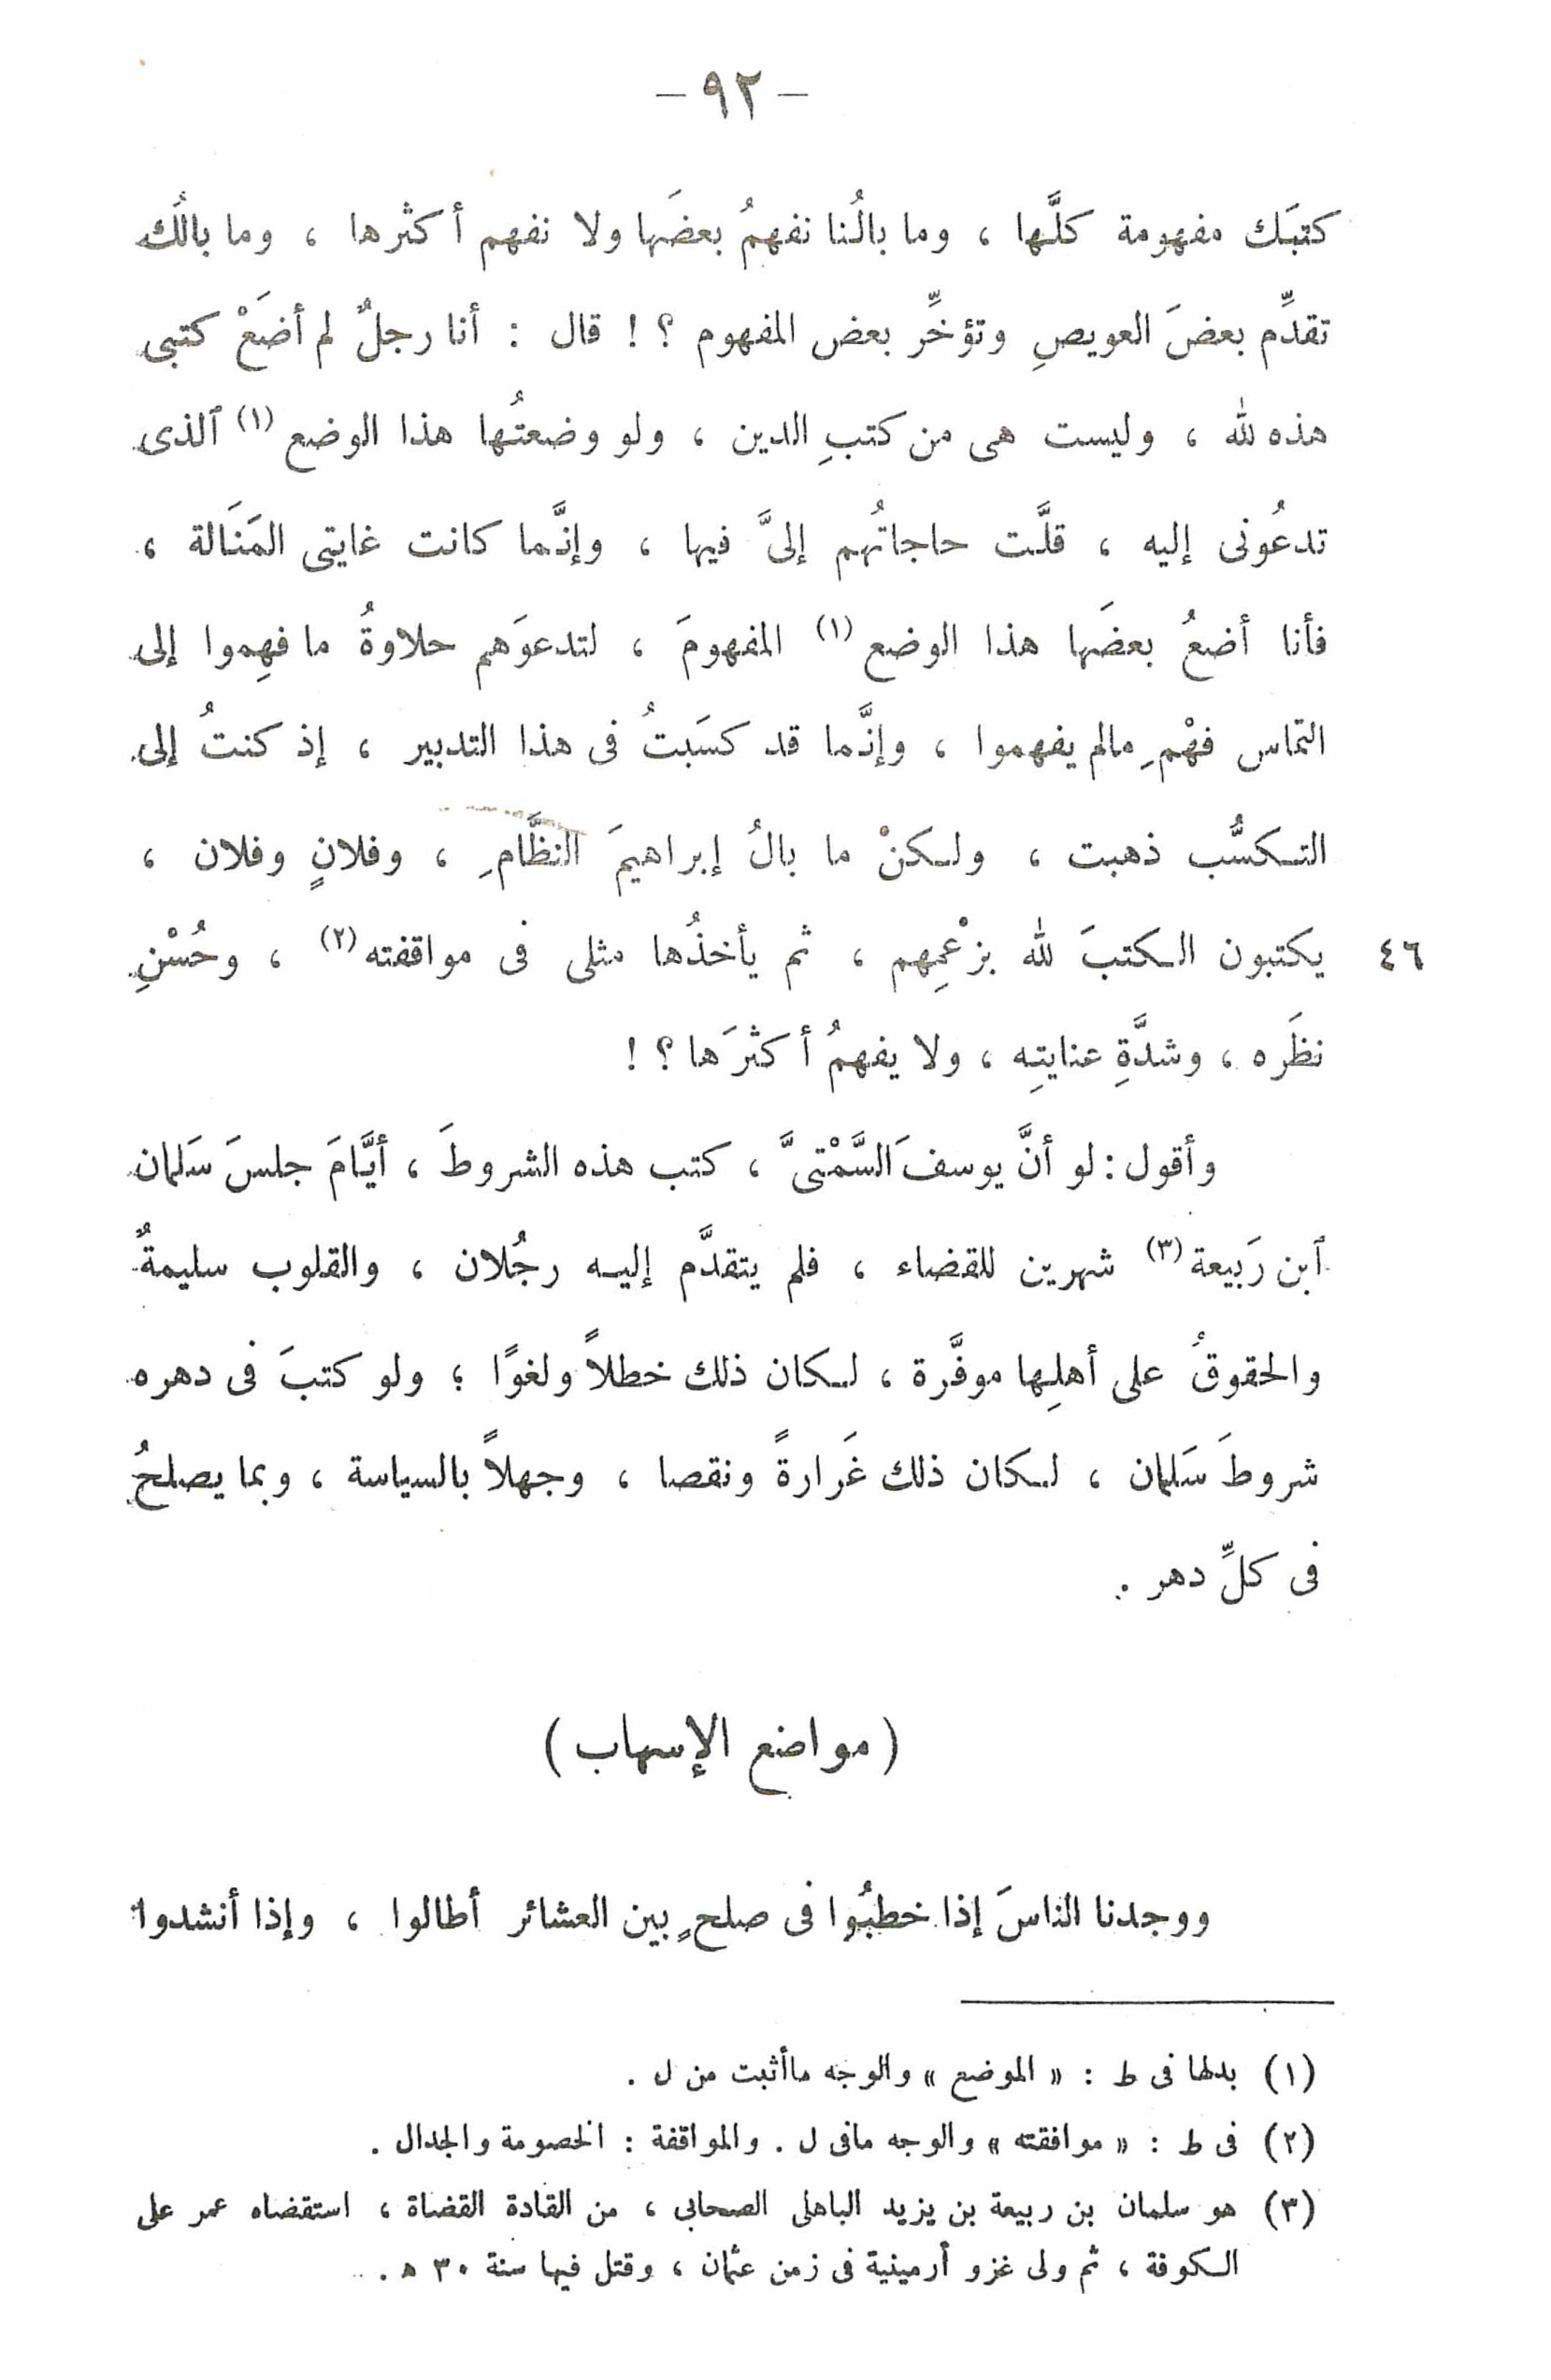 — ٩٢ —
كتبَك مفهومة كلَّها ، وما بالُنا نفهمُ بعضَها ولا نفهم أكثرها ، وما بالُك
تقدِّم بعضَ العويصِ وتؤخِّر بعض المفهوم ؟ ! قال : أنا رجلٌ لم أضَعْ كتبى
هذه لله ، وليست هى من كتبِ الدين ، ولو وضعتُها هذا الوضع (١) ٱلذى
تدعُونى إليه ، قلَّت حاجاتُهم إلىَّ فيها ، وإنَّما كانت غايتى المَنَالة ،
فأنا أضعُ بعضَها هذا الوضع (١) المفهومَ ، لتدعوَهم حلاوةُ ما فهِموا إلى
التماس فهْمِ مالم يفهموا ، وإنَّما قد كسَبتُ فى هذا التدبير ، إذ كنتُ إلى
التكسُّب ذهبت ، ولكنْ ما بالُ إبراهيمَ النظَّامِ ، وفلانٍ وفلان ،
يكتبون الكتبَ لله بزْعمِهم ، ثم يأخذُها مثلى فى مواقفته (٢) ، وحُسْنِ ٤٦
نظَره ، وشدَّةِ عنايتِه ، ولا يفهمُ أكثرَها ؟ !
وأقول : لو أنَّ يوسفَ السَّمْتىَّ ، كتب هذه الشروطَ ، أيَّامَ جلسَ سَلمان
ٱبن رَبيعة (٣) شهرين للقضاء ، فلم يتقدَّم إليه رجُلان ، والقلوب سليمةٌ
والحقوقُ على أهلِها موفَّرة ، لكان ذلك خطلاً ولغوًا ؛ ولو كتبَ فى دهره
شروطَ سَلمان ، لكان ذلك غَرارةً ونقصا ، وجهلاً بالسياسة ، وبما يصلحُ
فى كلِّ دهر .
( مواضع الإسهاب )
ووجدنا الناسَ إذا خطبُوا فى صلحٍ بين العشائر أطالوا ، وإذا أنشدوا
(١) بدلها فى ط : « الموضع » والوجه ماأثبت من ل .
(٢) فى ط : « موافقته » والوجه مافى ل . والمواقفة : الخصومة والجدال .
(٣) هو سلمان بن ربيعة بن يزيد الباهلى الصحابى ، من القادة القضاة ، استقضاه عمر على
الكوفة ، ثم ولى غزو أرمينية فى زمن عثمان ، وقتل فيها سنة ٣٠ ه .